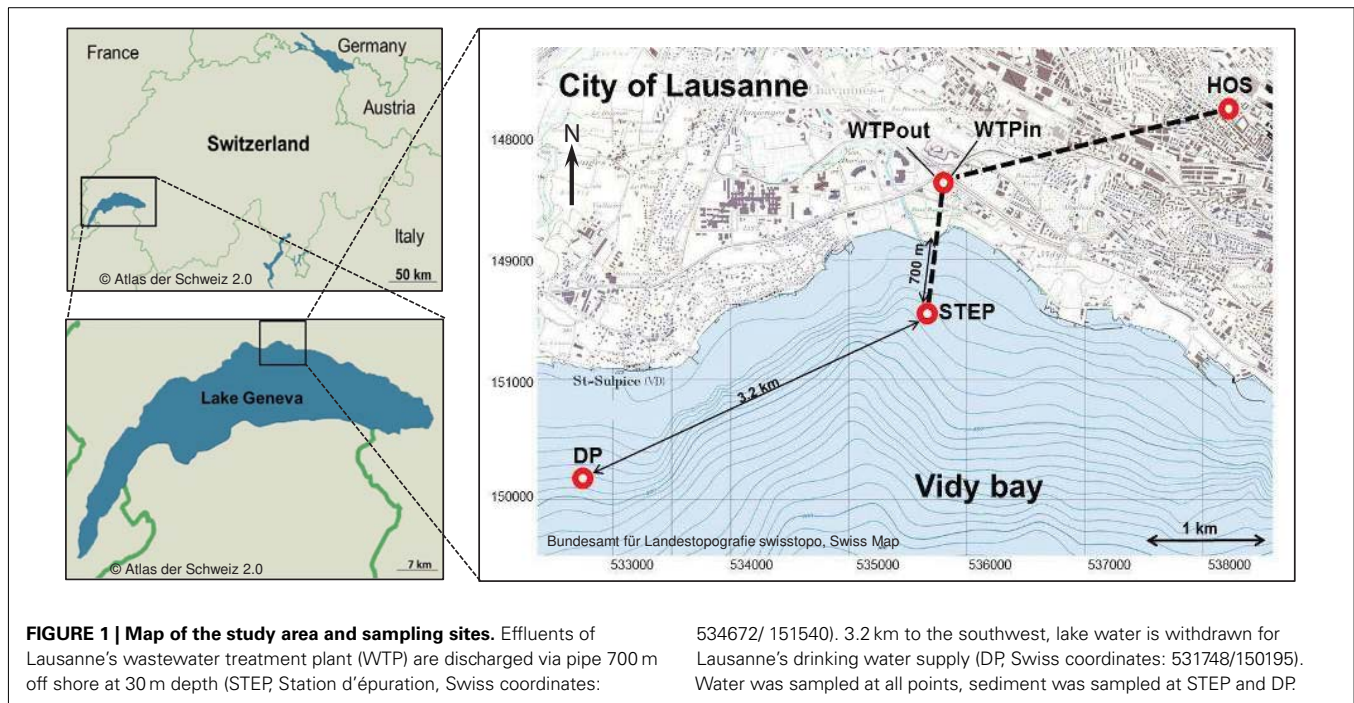 France
Germany
Austria
Switzerland
Italy
50 km
© Atlas der Schweiz 2.0
Lake Geneva
7 km
© Atlas der Schweiz 2.0
City of Lausanne
HOS
WTPout
WTPin
N
148000
149000
151000
150000
700 m
STEP
St-Sulpice (VD)
3.2 km
DP
Vidy bay
1 km
Bundesamt für Landestopografie swisstopo, Swiss Map
533000
534000
535000
536000
537000
538000
FIGURE 1 | Map of the study area and sampling sites. Effluents of
Lausanne's wastewater treatment plant (WTP) are discharged via pipe 700 m
off shore at 30 m depth (STEP, Station d'épuration, Swiss coordinates:
534672/ 151540). 3.2 km to the southwest, lake water is withdrawn for
Lausanne's drinking water supply (DP, Swiss coordinates: 531748/150195).
Water was sampled at all points, sediment was sampled at STEP and DP.